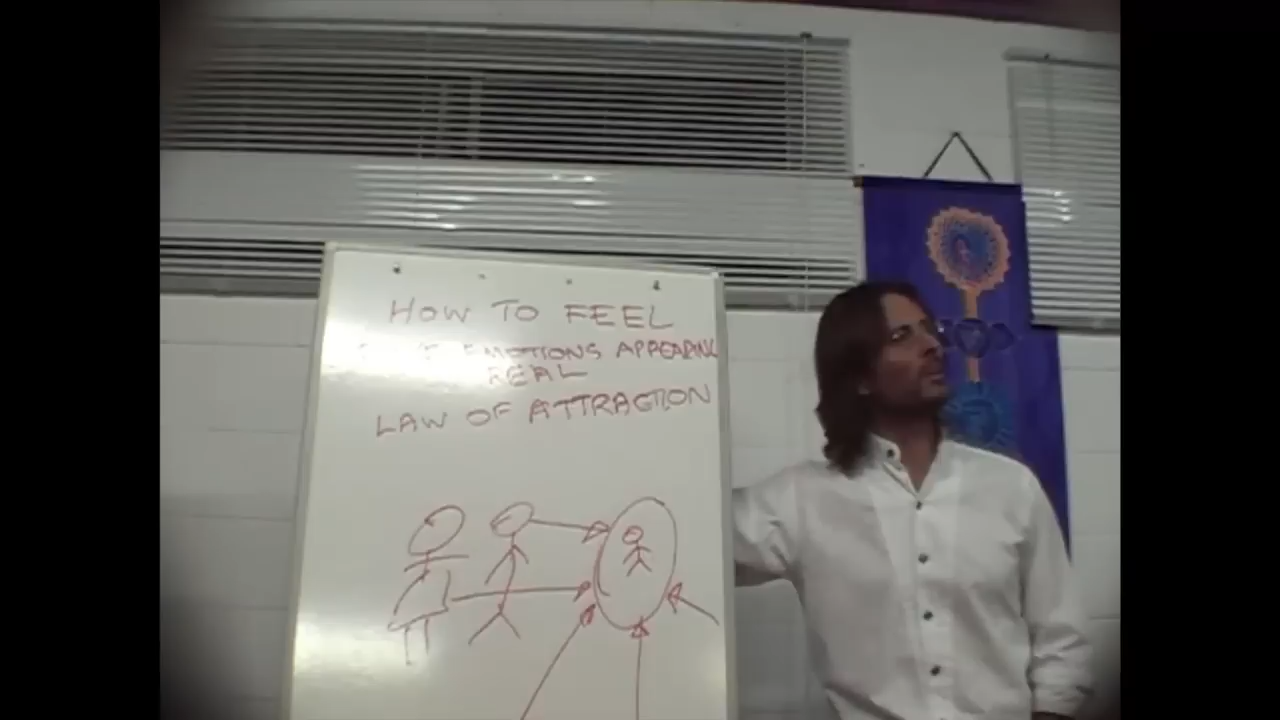 HOW TO FEEL
EMOTIONS APPEARING
REAL
LAW OF ATTRACTION